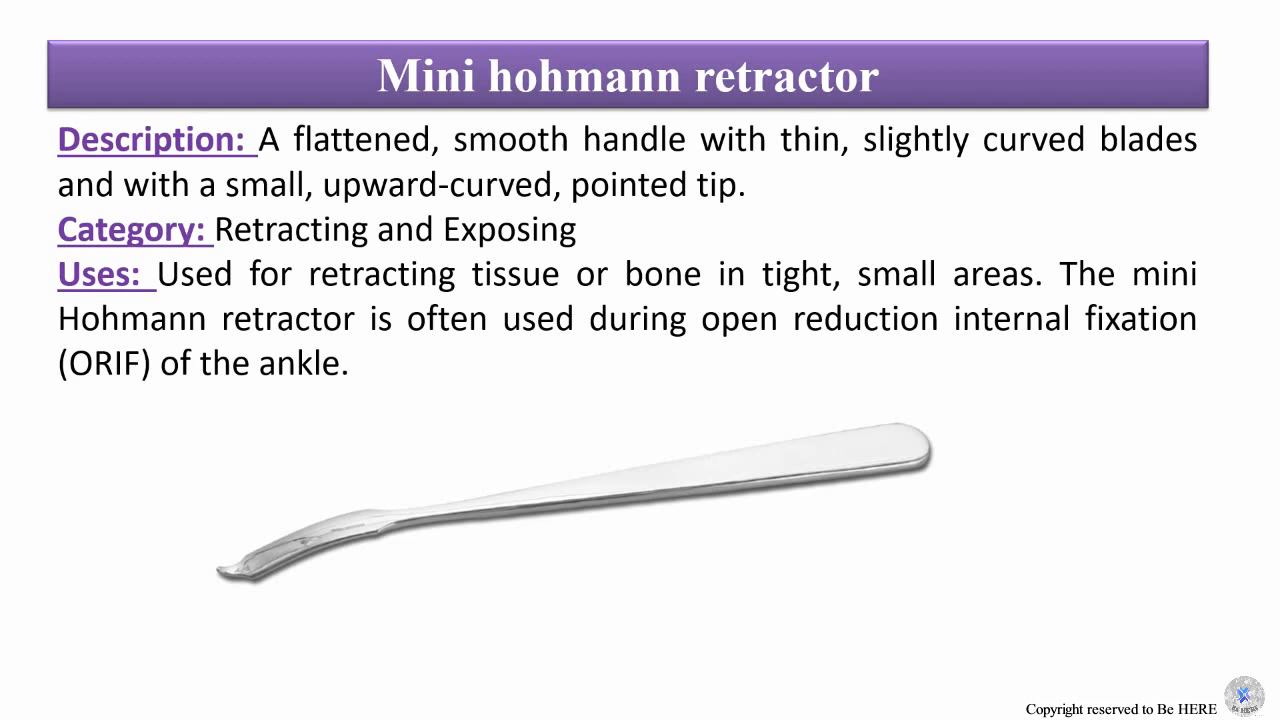 Mini hohmann retractor
Description: A flattened, smooth handle with thin, slightly curved blades
and with a small, upward-curved, pointed tip.
Category: Retracting and Exposing
Uses: Used for retracting tissue or bone in tight, small areas. The mini
Hohmann retractor is often used during open reduction internal fixation
(ORIF) of the ankle.
Copyright reserved to Be HERE
Be HERE